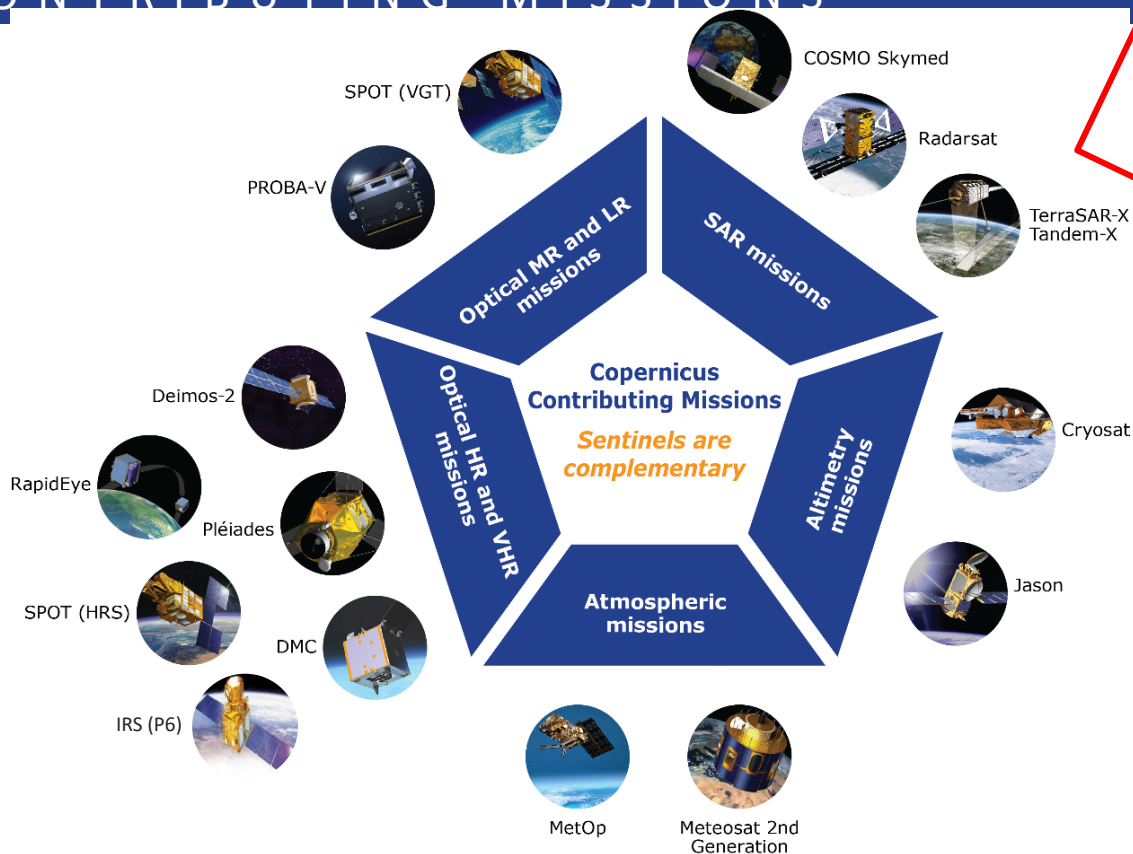 ONTRIBUTING MISSIONS
COSMO Skymed
SPOT (VGT)
Radarsat
PROBA-V
TerraSAR-X
Tandem-X
Optical MR and LR
missions
SAR missions
Copernicus
Contributing Missions
Sentinels are
complementary
Deimos-2
Optical HR and VHR
missions
Altimetry
missions
Cryosat
RapidEye
Pléiades
Jason
SPOT (HRS)
Atmospheric
missions
DMC
IRS (P6)
MetOp
Meteosat 2nd
Generation